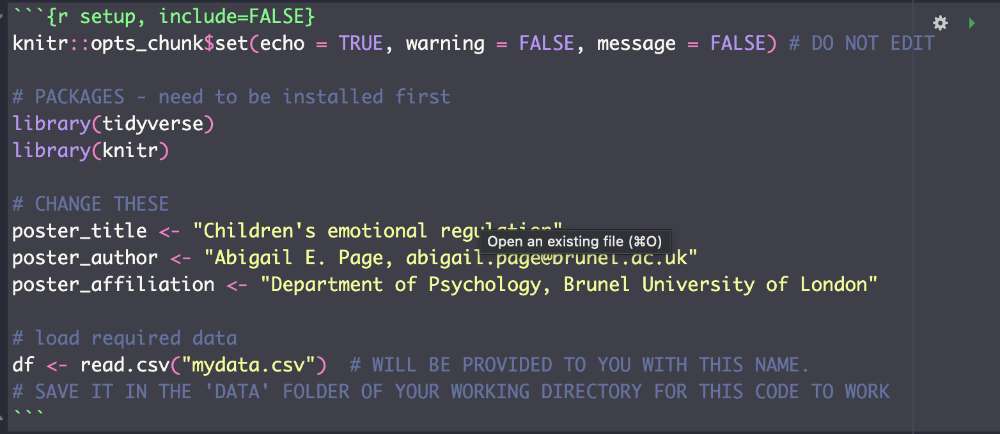 ```{r setup, include=FALSE}
knitr::opts_chunk$set(echo = TRUE, warning = FALSE, message = FALSE) # DO NOT EDIT
# PACKAGES - need to be installed first
library(tidyverse)
library(knitr)
# CHANGE THESE
poster_title <- "Children's emotional regulation"
Open an existing file (⌘O)
poster_author <- "Abigail E. Page, abigail.page@brunel.ac.uk"
poster_affiliation <- "Department of Psychology, Brunel University of London"
# load required data
df <- read.csv("mydata.csv")  # WILL BE PROVIDED TO YOU WITH THIS NAME.
# SAVE IT IN THE 'DATA' FOLDER OF YOUR WORKING DIRECTORY FOR THIS CODE TO WORK
```